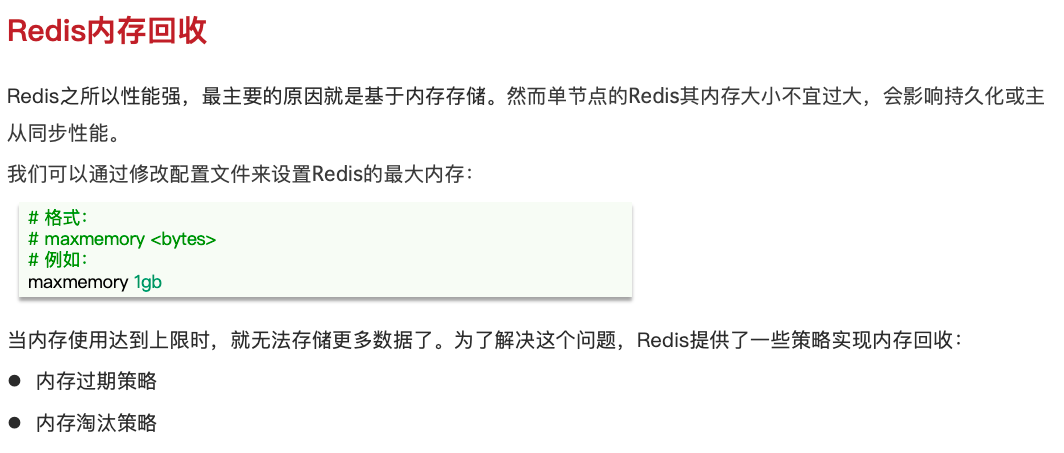 Redis内存回收
Redis之所以性能强，最主要的原因就是基于内存存储。然而单节点的Redis其内存大小不宜过大，会影响持久化或主
从同步性能。
我们可以通过修改配置文件来设置Redis的最大内存：
# 格式：
# maxmemory <bytes>
# 例如：
maxmemory 1gb
当内存使用达到上限时，就无法存储更多数据了。为了解决这个问题，Redis提供了一些策略实现内存回收：
● 内存过期策略
● 内存淘汰策略